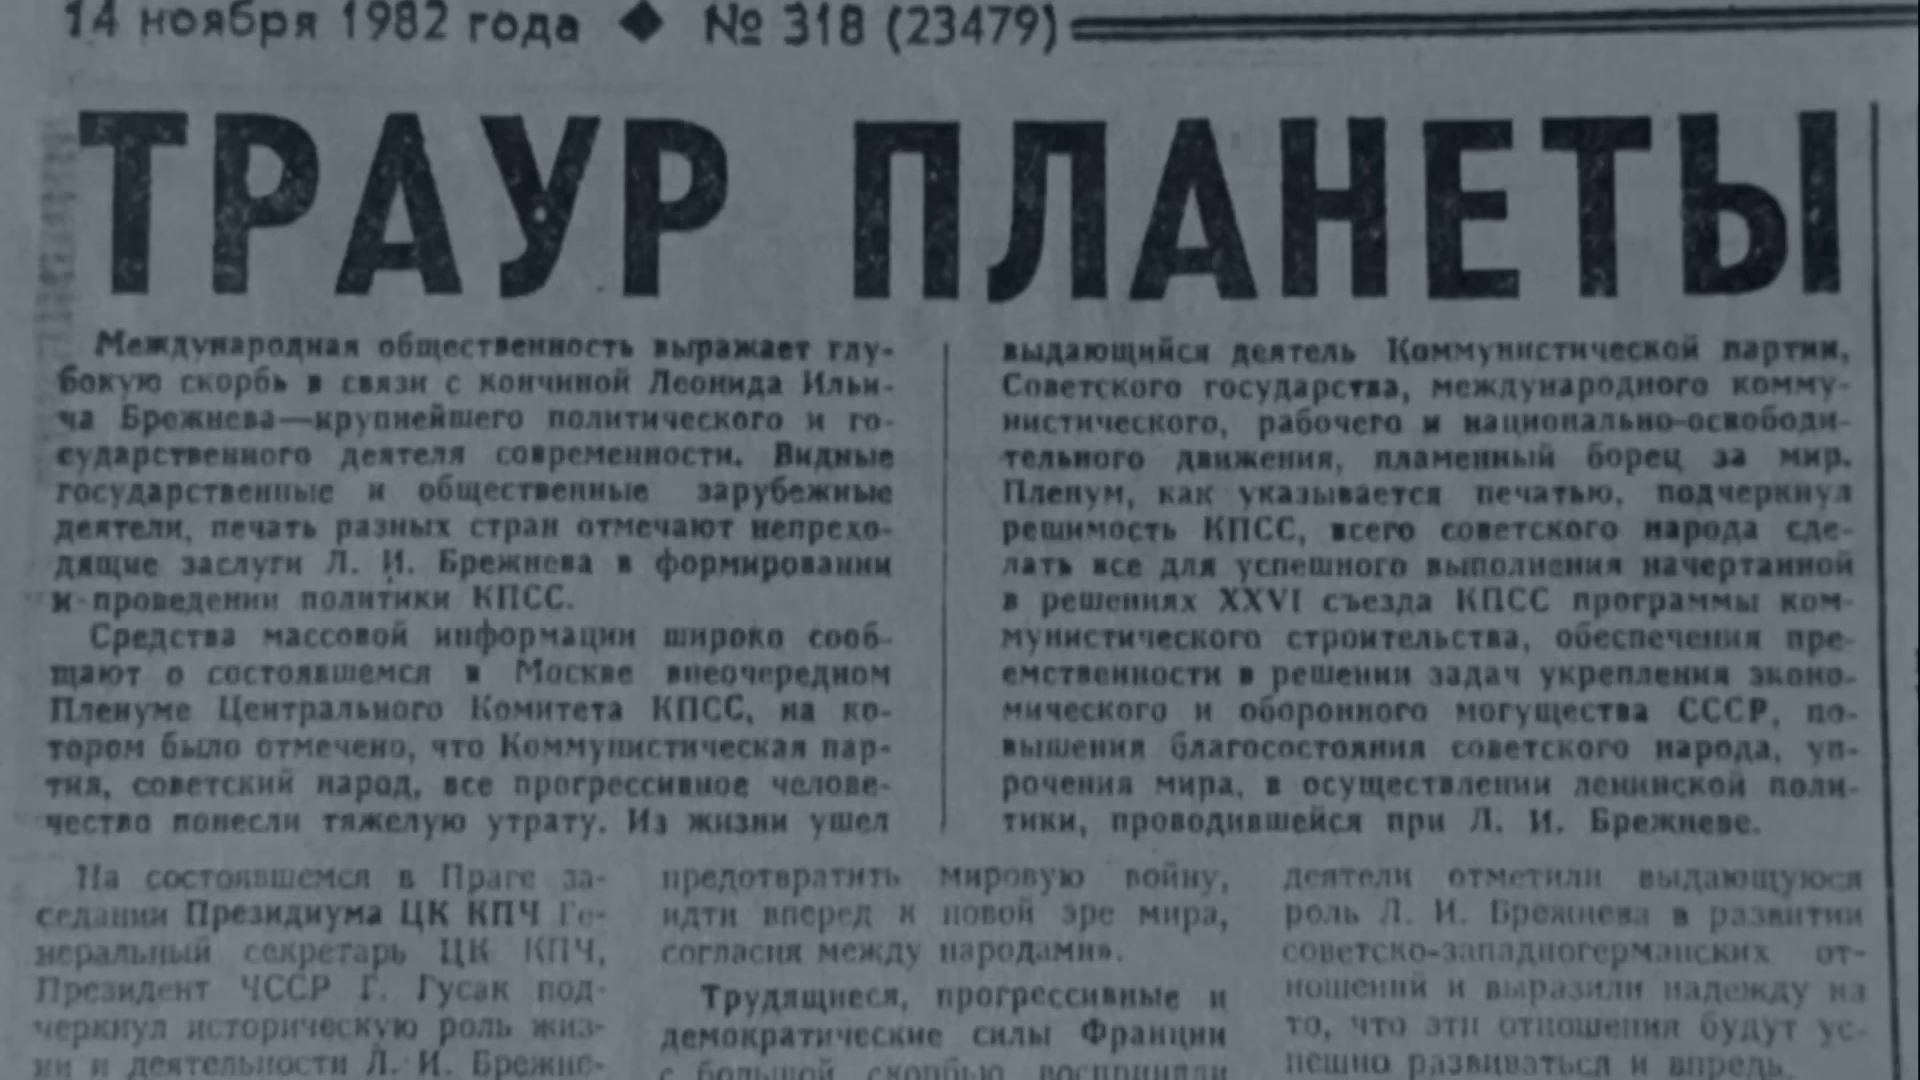 14 ноября 1982 года ◆ № 318 (23479)
ТРАУР ПЛАНЕТЫ
Международная общественность выражает глу-
бокую скорбь в связи с кончиной Леонида Ильи-
ча Брежнева—крупнейшего политического и го-
сударственного деятеля современности. Видные
государственные и общественные зарубежные
деятели, печать разных стран отмечают непрехо-
дящие заслуги Л. И. Брежнева в формировании
и проведении политики КПСС.
Средства массовой информации широко сооб-
щают о состоявшемся в Москве внеочередном
Пленуме Центрального Комитета КПСС, на ко-
тором было отмечено, что Коммунистическая пар-
тия, советский народ, все прогрессивное челове-
чество понесли тяжелую утрату. Из жизни ушел
выдающийся деятель Коммунистической партии,
Советского государства, международного комму-
нистического, рабочего и национально-освободи-
тельного движения, пламенный борец за мир.
Пленум, как указывается печатью, подчеркнул
решимость КПСС, всего советского народа сде-
лать все для успешного выполнения начертанной
в решениях XXVI съезда КПСС программы ком-
мунистического строительства, обеспечения пре-
емственности в решении задач укрепления эконо-
мического и оборонного могущества СССР, по-
вышения благосостояния советского народа, уп-
рочения мира, в осуществлении ленинской поли-
тики, проводившейся при Л. И. Брежневе.
На состоявшемся в Праге за-
седании Президиума ЦК КПЧ Ге-
неральный секретарь ЦК КПЧ,
Президент ЧССР Г. Гусак под-
черкнул историческую роль жиз-
ни и деятельности Л. И. Брежне-
предотвратить мировую войну,
идти вперед к новой эре мира,
согласия между народами».
Трудящиеся, прогрессивные и
демократические силы Франции
с большой скорбью восприняли
деятели отметили выдающуюся
роль Л. И. Брежнева в развитии
советско-западногерманских от-
ношений и выразили надежду на
то, что эти отношения будут ус-
пешно развиваться и впредь.